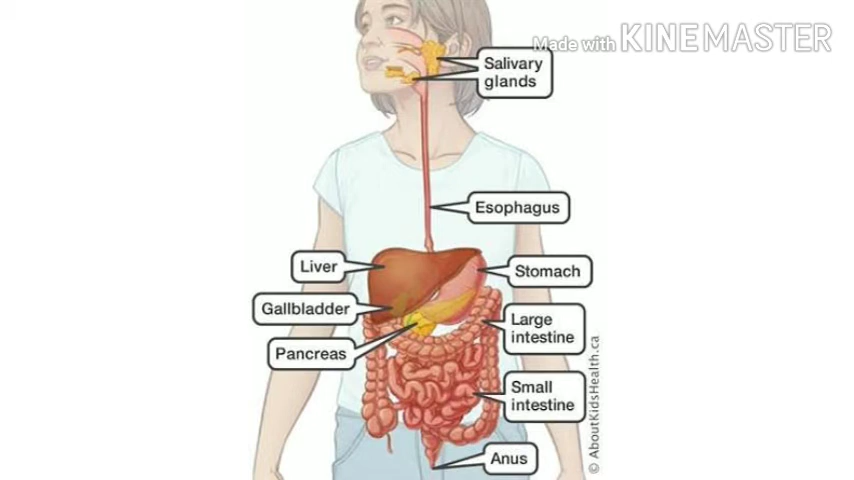 Made with KINEMASTER
Salivary
glands
Esophagus
Liver
Stomach
Gallbladder
Large
intestine
Pancreas
Small
intestine
Anus
© AboutKidsHealth.ca